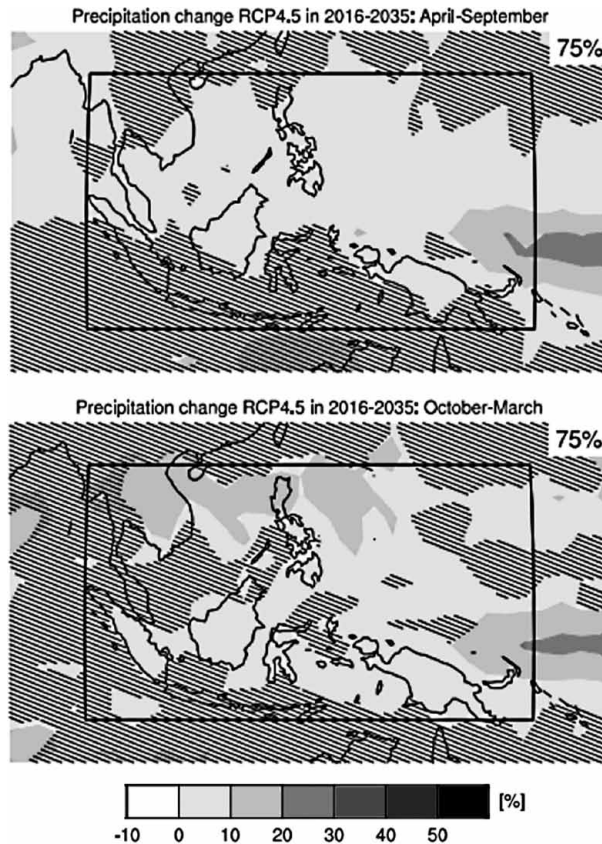 Precipitation change RCP4.5 in 2016-2035: April-September
75%
Precipitation change RCP4.5 in 2016-2035: October-March
75%
[%]
-10 0 10 20 30 40 50